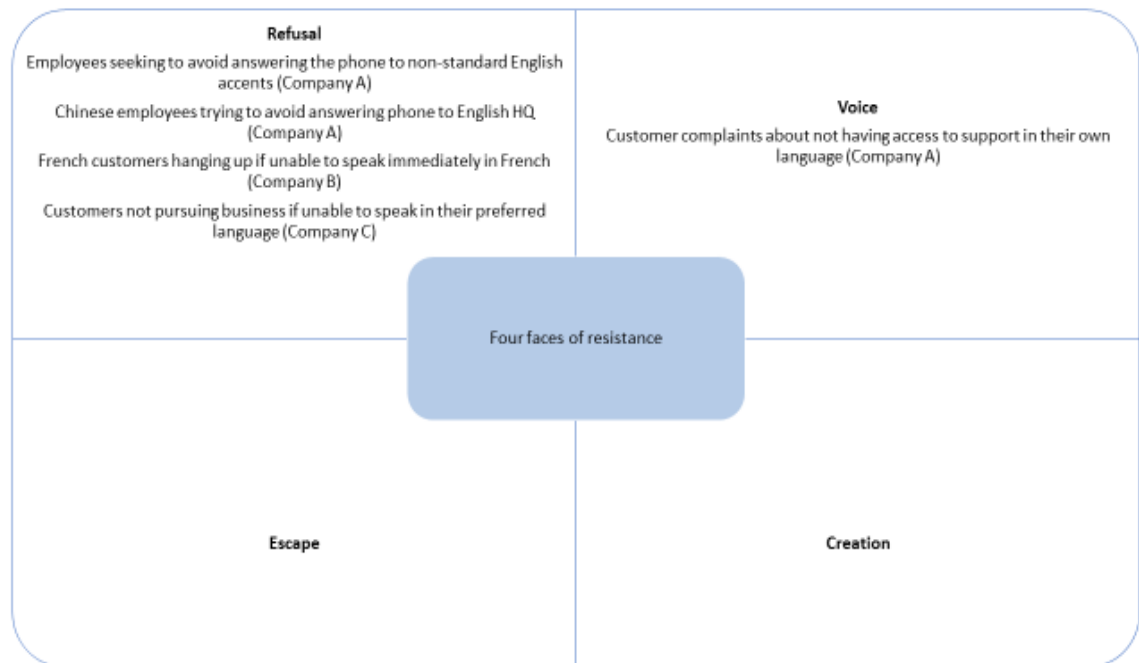 Refusal
Employees seeking to avoid answering the phone to non-standard English
accents (Company A)
Chinese employees trying to avoid answering phone to English HQ
(Company A)
French customers hanging up if unable to speak immediately in French
(Company B)
Customers not pursuing business if unable to speak in their preferred
language (Company C)
Voice
Customer complaints about not having access to support in their own
language (Company A)
Four faces of resistance
Escape
Creation